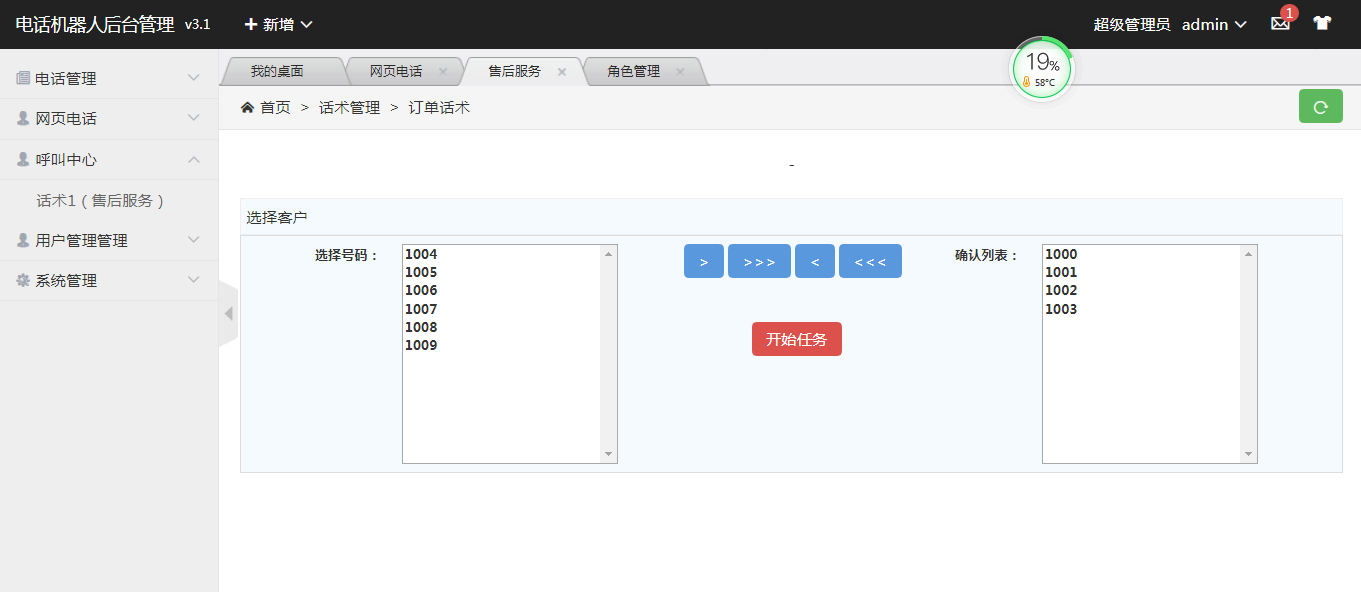 电话机器人后台管理 v3.1 新增 超级管理员 admin 1
我的桌面 网页电话 售后服务 角色管理
19%
58°C
首页 > 话术管理 > 订单话术
电话管理
网页电话
呼叫中心
话术1（售后服务）
用户管理管理
系统管理
-
选择客户
选择号码：
1004
1005
1006
1007
1008
1009
> >>> < <<<
开始任务
确认列表：
1000
1001
1002
1003